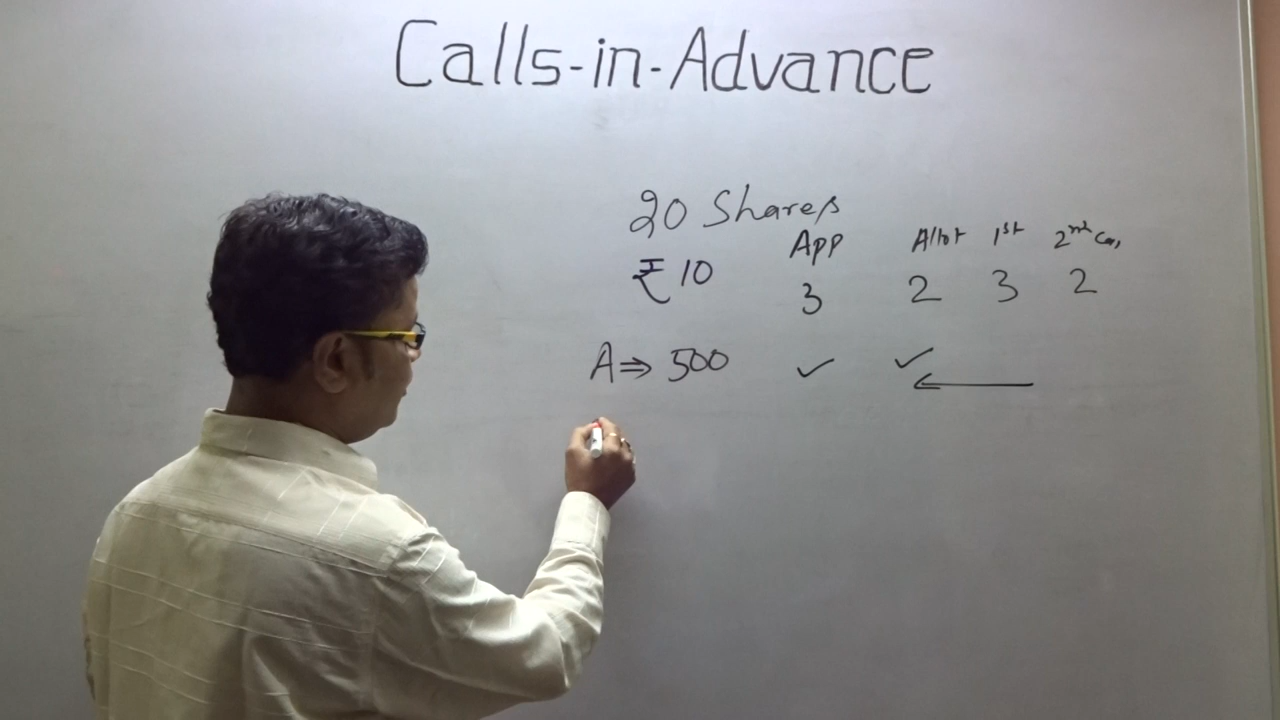 Calls-in-Advance
20 Shares
App Allot 1st 2nd Call
₹ 10 3 2 3 2
A ⇒ 500 ✓ ✓ ←